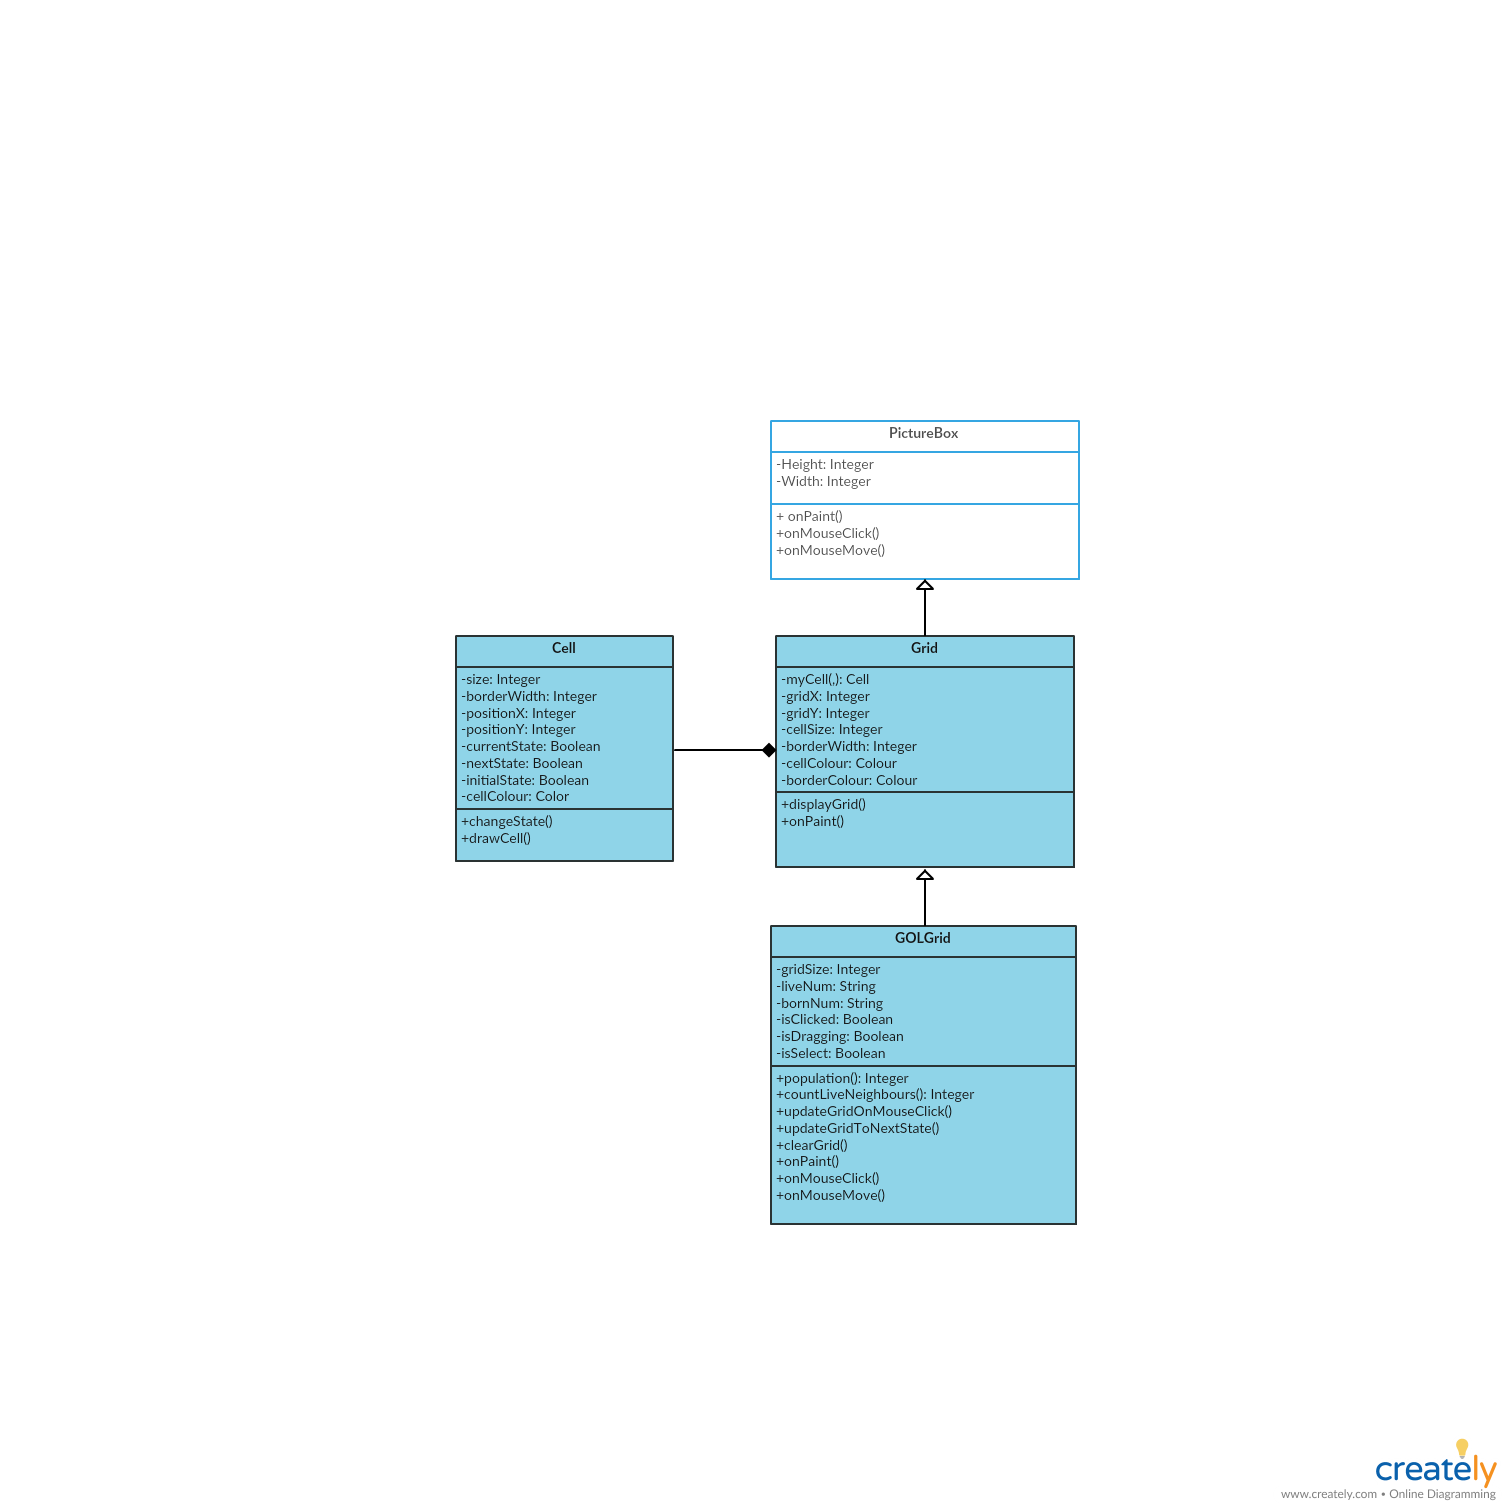 PictureBox
-Height: Integer
-Width: Integer
+ onPaint()
+onMouseClick()
+onMouseMove()
Cell
-size: Integer
-borderWidth: Integer
-positionX: Integer
-positionY: Integer
-currentState: Boolean
-nextState: Boolean
-initialState: Boolean
-cellColour: Color
+changeState()
+drawCell()
Grid
-myCell(,): Cell
-gridX: Integer
-gridY: Integer
-cellSize: Integer
-borderWidth: Integer
-cellColour: Colour
-borderColour: Colour
+displayGrid()
+onPaint()
GOLGrid
-gridSize: Integer
-liveNum: String
-bornNum: String
-isClicked: Boolean
-isDragging: Boolean
-isSelect: Boolean
+population(): Integer
+countLiveNeighbours(): Integer
+updateGridOnMouseClick()
+updateGridToNextState()
+clearGrid()
+onPaint()
+onMouseClick()
+onMouseMove()
creately
www.creately.com • Online Diagramming